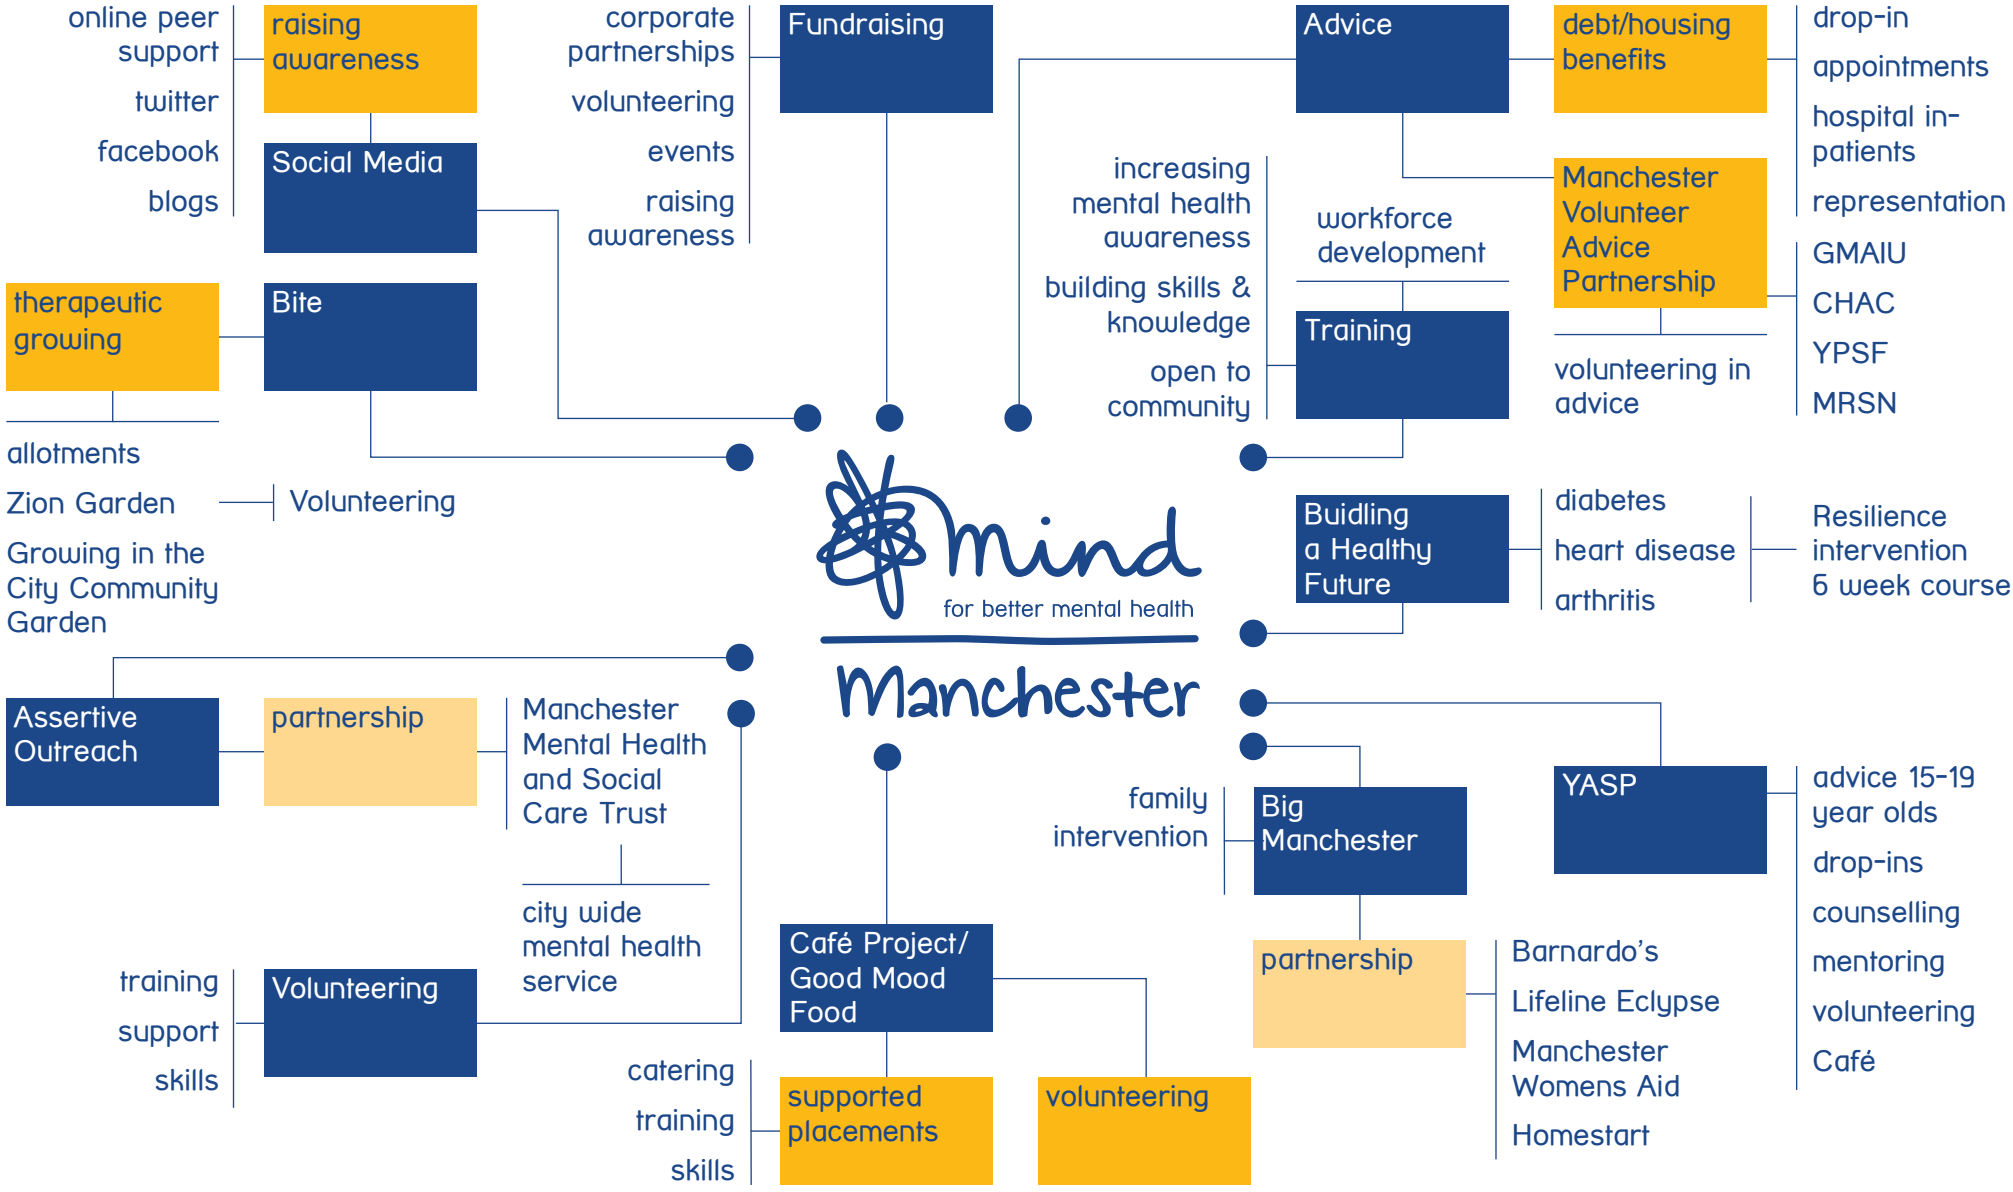 online peer
support
twitter
facebook
blogs
raising
awareness
Social Media
corporate
partnerships
volunteering
events
raising
awareness
Fundraising
Advice
debt/housing
benefits
drop-in
appointments
hospital in-
patients
representation
Manchester
Volunteer
Advice
Partnership
GMAIU
CHAC
YPSF
MRSN
volunteering in
advice
increasing
mental health
awareness
building skills &
knowledge
open to
community
workforce
development
Training
therapeutic
growing
Bite
allotments
Zion Garden
Growing in the
City Community
Garden
Volunteering
mind
for better mental health
Manchester
Buidling
a Healthy
Future
diabetes
heart disease
arthritis
Resilience
intervention
6 week course
Assertive
Outreach
partnership
Manchester
Mental Health
and Social
Care Trust
city wide
mental health
service
training
support
skills
Volunteering
Café Project/
Good Mood
Food
catering
training
skills
supported
placements
volunteering
family
intervention
Big
Manchester
partnership
Barnardo's
Lifeline Eclypse
Manchester
Womens Aid
Homestart
YASP
advice 15-19
year olds
drop-ins
counselling
mentoring
volunteering
Café